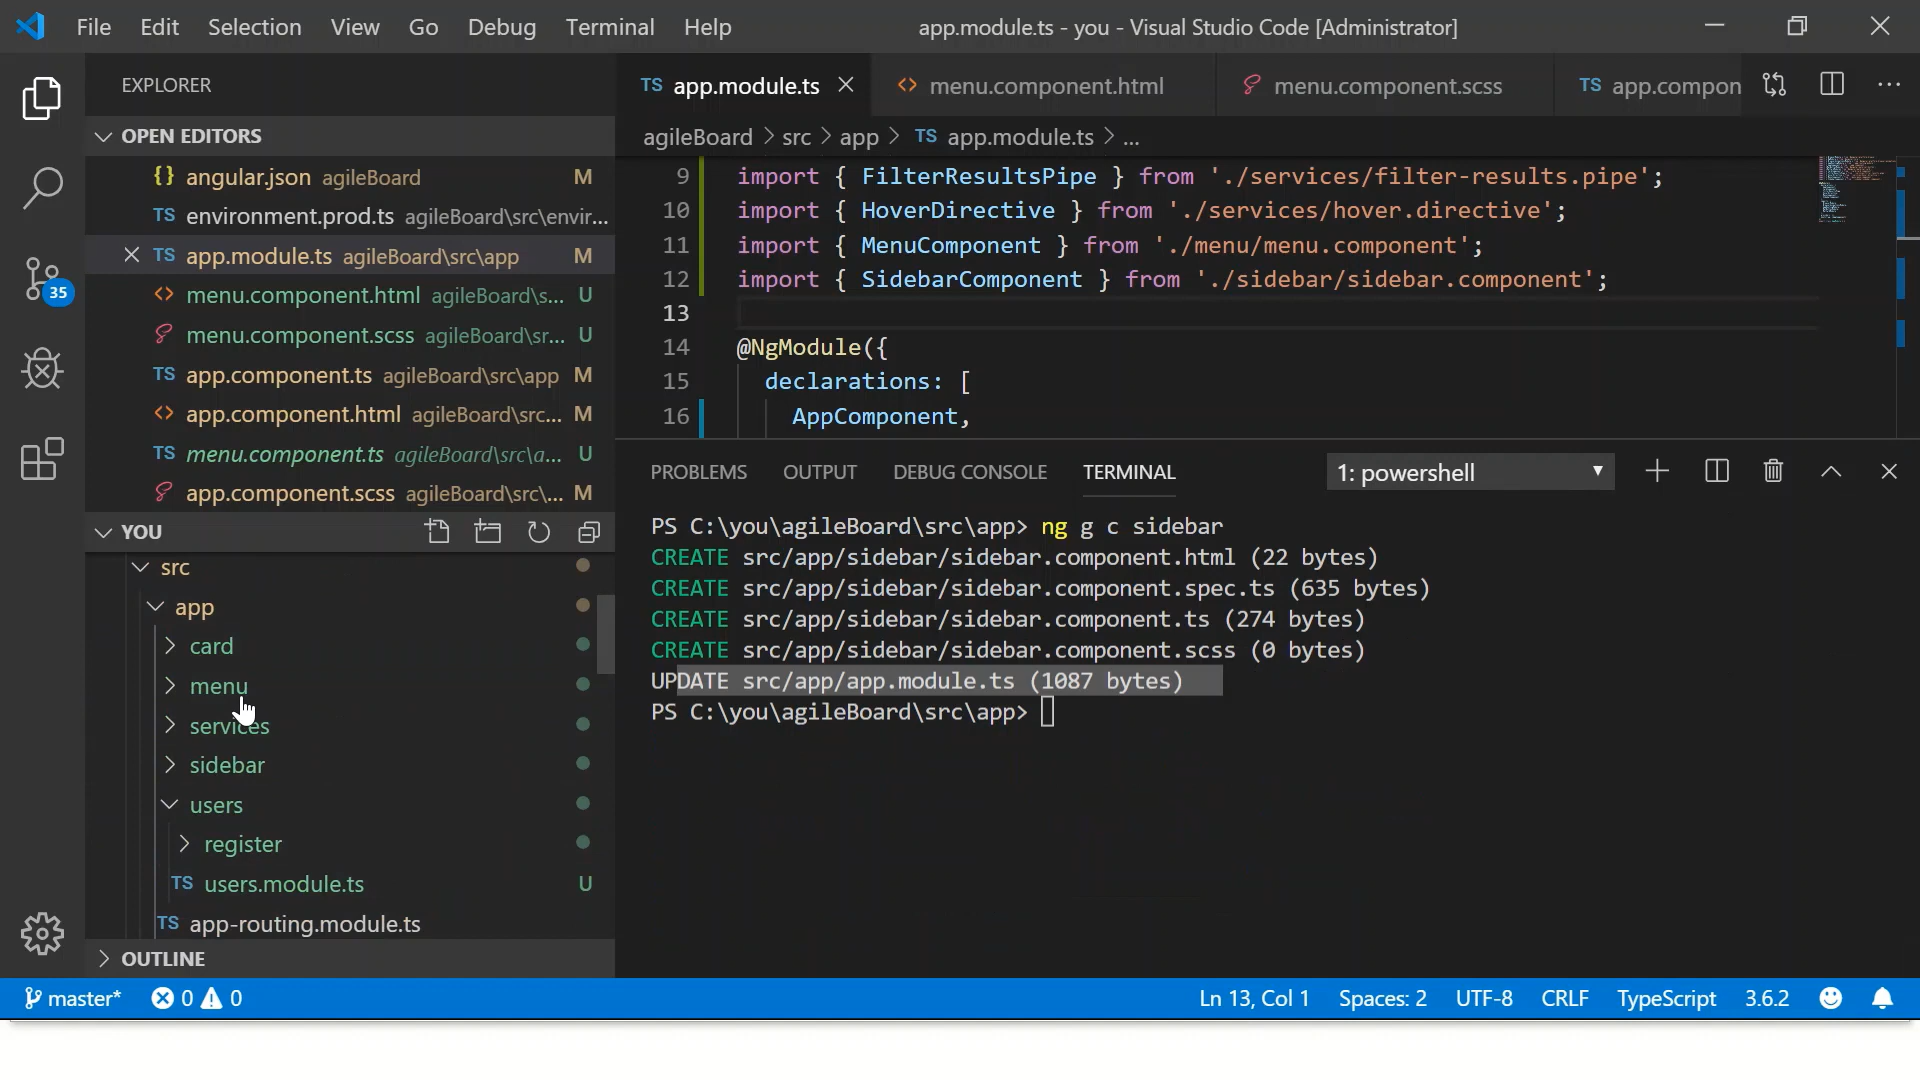 File Edit Selection View Go Debug Terminal Help
app.module.ts - you - Visual Studio Code [Administrator]
EXPLORER
OPEN EDITORS
{} angular.json agileBoard M
TS environment.prod.ts agileBoard\src\envir...
TS app.module.ts agileBoard\src\app M
<> menu.component.html agileBoard\s... U
menu.component.scss agileBoard\sr... U
TS app.component.ts agileBoard\src\app M
<> app.component.html agileBoard\src... M
TS menu.component.ts agileBoard\src\a... U
app.component.scss agileBoard\src\... M
35
YOU
src
app
card
menu
services
sidebar
users
register
TS users.module.ts U
TS app-routing.module.ts
OUTLINE
TS app.module.ts
<> menu.component.html
menu.component.scss
TS app.compon
agileBoard > src > app > TS app.module.ts > ...
9 import { FilterResultsPipe } from './services/filter-results.pipe';
10 import { HoverDirective } from './services/hover.directive';
11 import { MenuComponent } from './menu/menu.component';
12 import { SidebarComponent } from './sidebar/sidebar.component';
13
14 @NgModule({
15 declarations: [
16 AppComponent,
PROBLEMS OUTPUT DEBUG CONSOLE TERMINAL
1: powershell
PS C:\you\agileBoard\src\app> ng g c sidebar
CREATE src/app/sidebar/sidebar.component.html (22 bytes)
CREATE src/app/sidebar/sidebar.component.spec.ts (635 bytes)
CREATE src/app/sidebar/sidebar.component.ts (274 bytes)
CREATE src/app/sidebar/sidebar.component.scss (0 bytes)
UPDATE src/app/app.module.ts (1087 bytes)
PS C:\you\agileBoard\src\app>
master* 0 0
Ln 13, Col 1 Spaces: 2 UTF-8 CRLF TypeScript 3.6.2